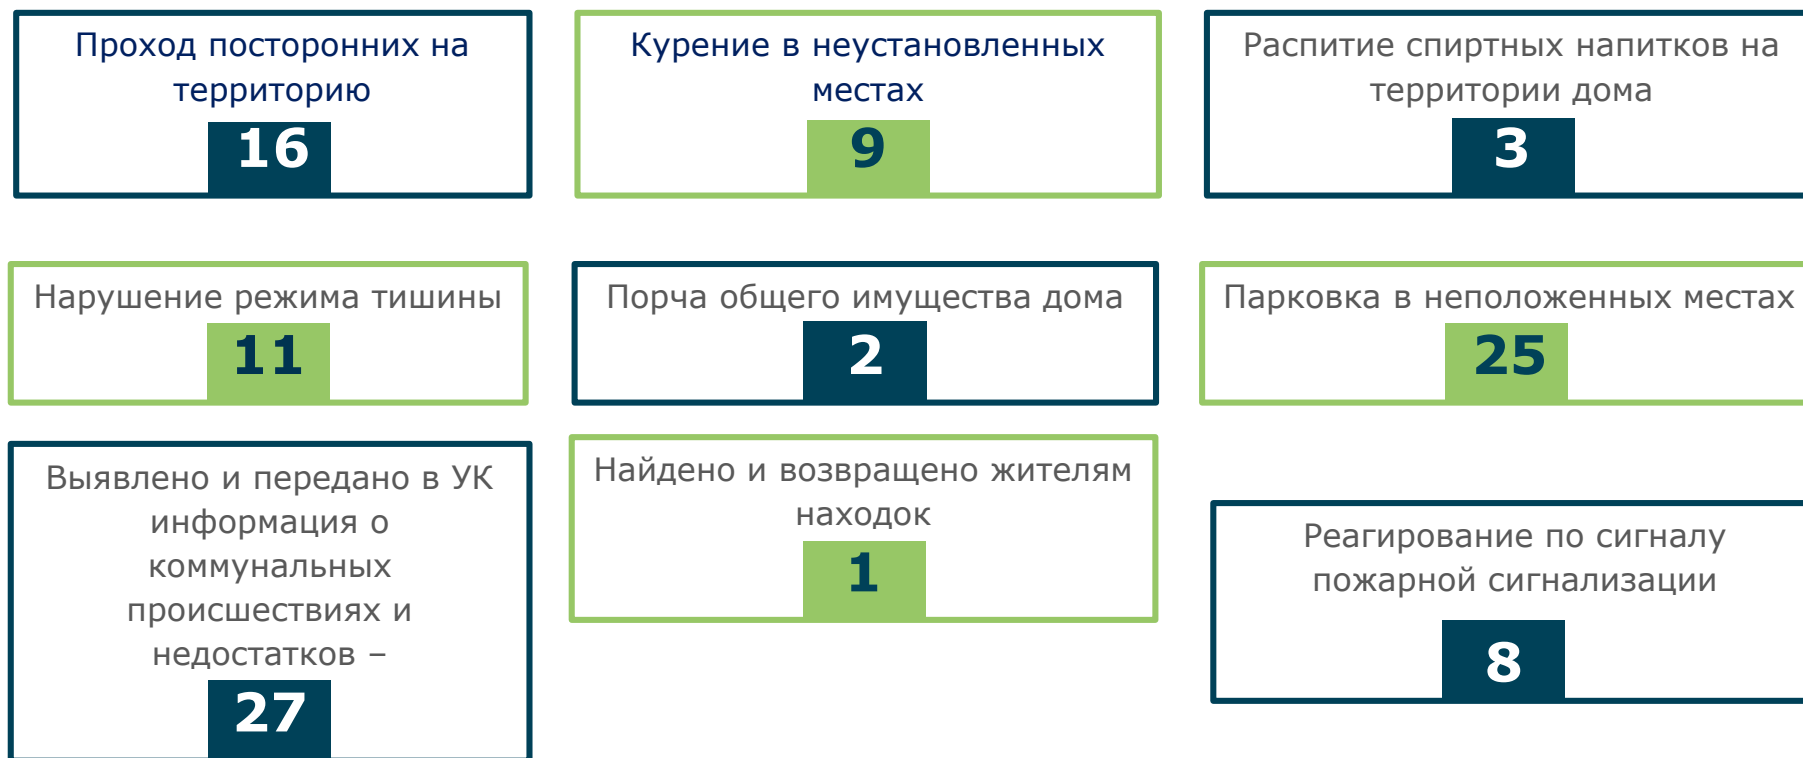 Проход посторонних на
территорию
16
Курение в неустановленных
местах
9
Распитие спиртных напитков на
территории дома
3
Нарушение режима тишины
11
Порча общего имущества дома
2
Парковка в неположенных местах
25
Выявлено и передано в УК
информация о
коммунальных
происшествиях и
недостатков –
27
Найдено и возвращено жителям
находок
1
Реагирование по сигналу
пожарной сигнализации
8